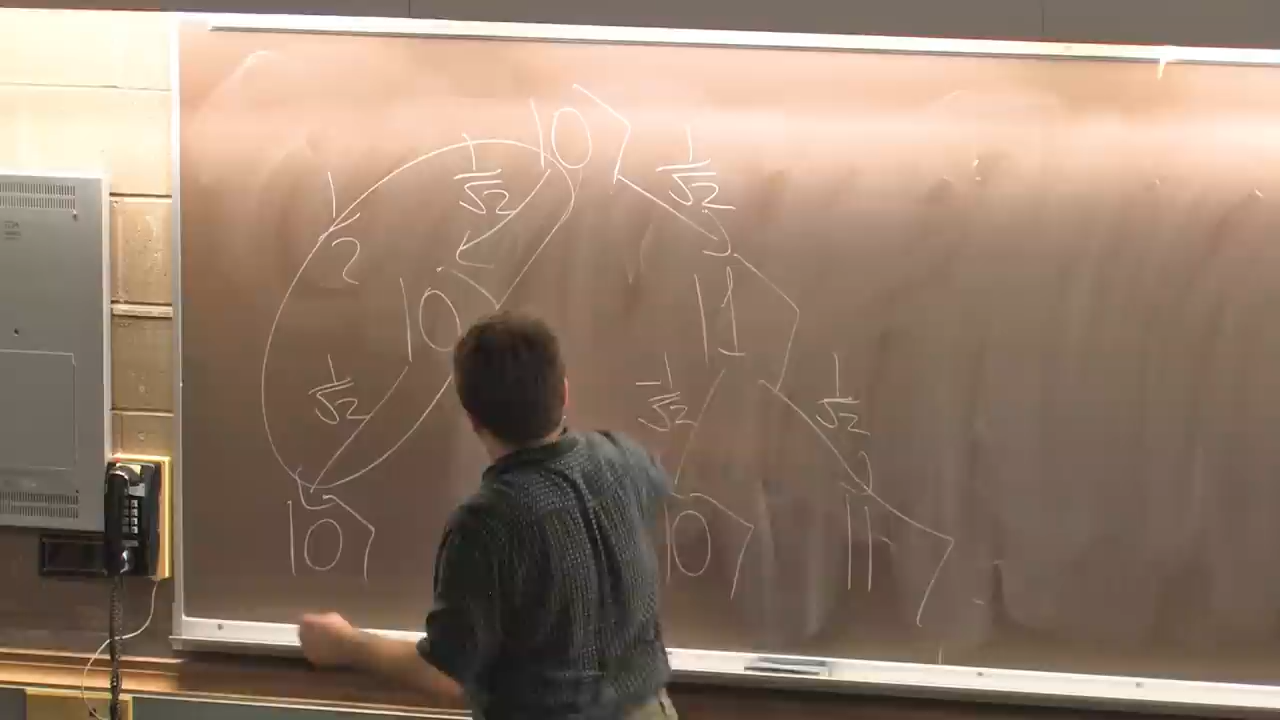 |0⟩
1/√2 1/√2
1/2
|0⟩ |1⟩
1/√2 -1/√2 1/√2
|0⟩ |0⟩ |1⟩